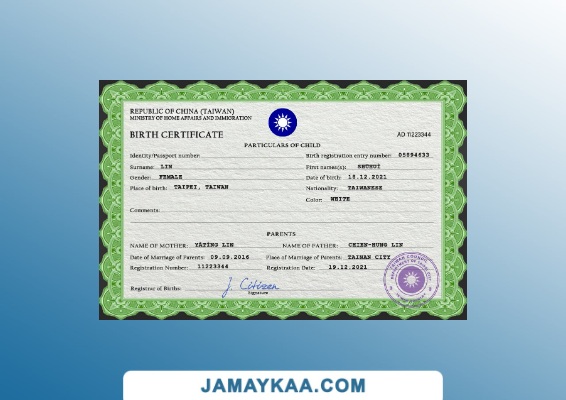 REPUBLIC OF CHINA (TAIWAN)
MINISTRY OF HOME AFFAIRS AND IMMIGRATION
BIRTH CERTIFICATE
AD 11223344
PARTICULARS OF CHILD
Identity/Passport number:
Birth registration entry number: 05894633
Surname: LIN
First names(s): SHUHUI
Gender: FEMALE
Date of birth: 18.12.2021
Place of birth: TAIPEI, TAIWAN
Nationality: TAIWANESE
Color: WHITE
Comments:
PARENTS
NAME OF MOTHER: YÁTÍNG LIN
NAME OF FATHER: CHIEN-HUNG LIN
Date of Marriage of Parents: 09.09.2016
Place of Marriage of Parents: TAINAN CITY
Registration Number: 11223344
Registration Date: 19.12.2021
Registrar of Births:
J. Citizen
Signature
JAMAYKAA.COM